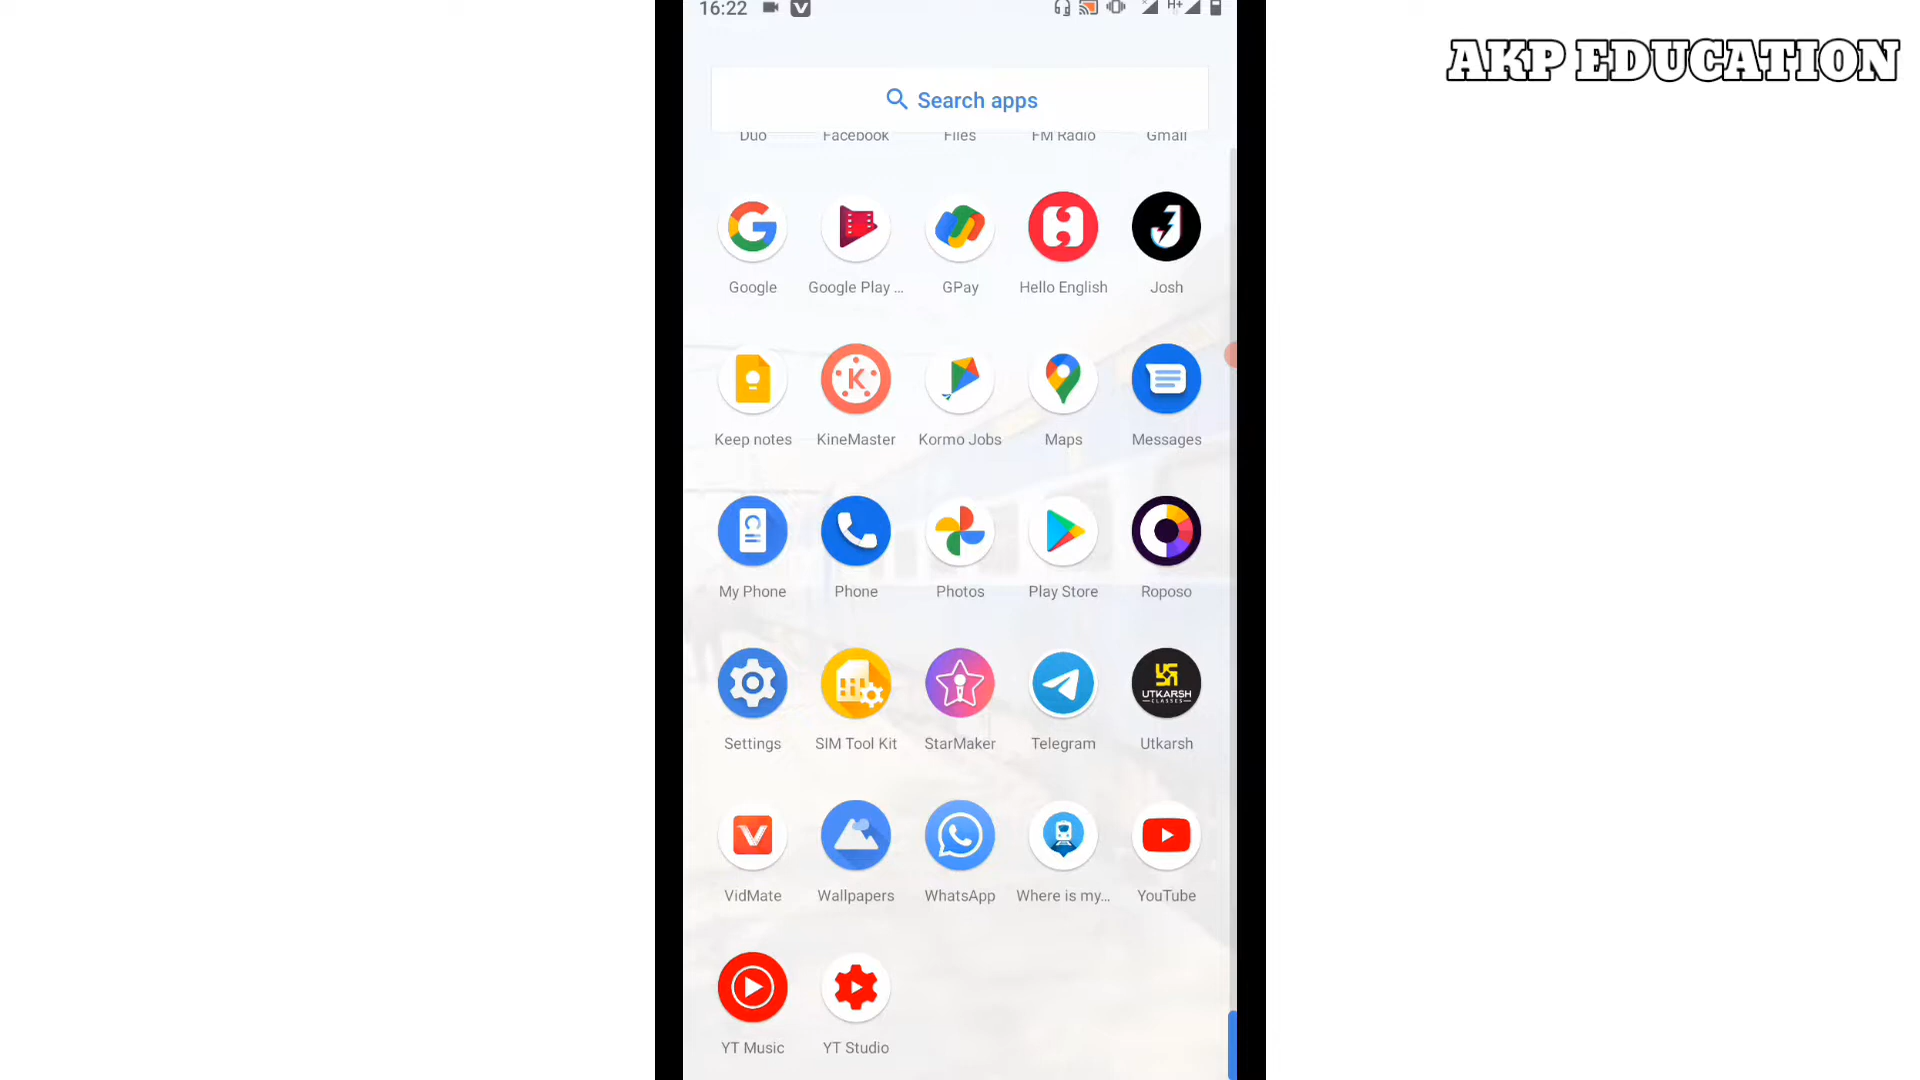 16:22
H+
AKP EDUCATION
Search apps
Duo Facebook Files FM Radio Gmail
Google Google Play ... GPay Hello English Josh
Keep notes KineMaster Kormo Jobs Maps Messages
My Phone Phone Photos Play Store Roposo
UTKARSH
CLASSES
Settings SIM Tool Kit StarMaker Telegram Utkarsh
VidMate Wallpapers WhatsApp Where is my... YouTube
YT Music YT Studio